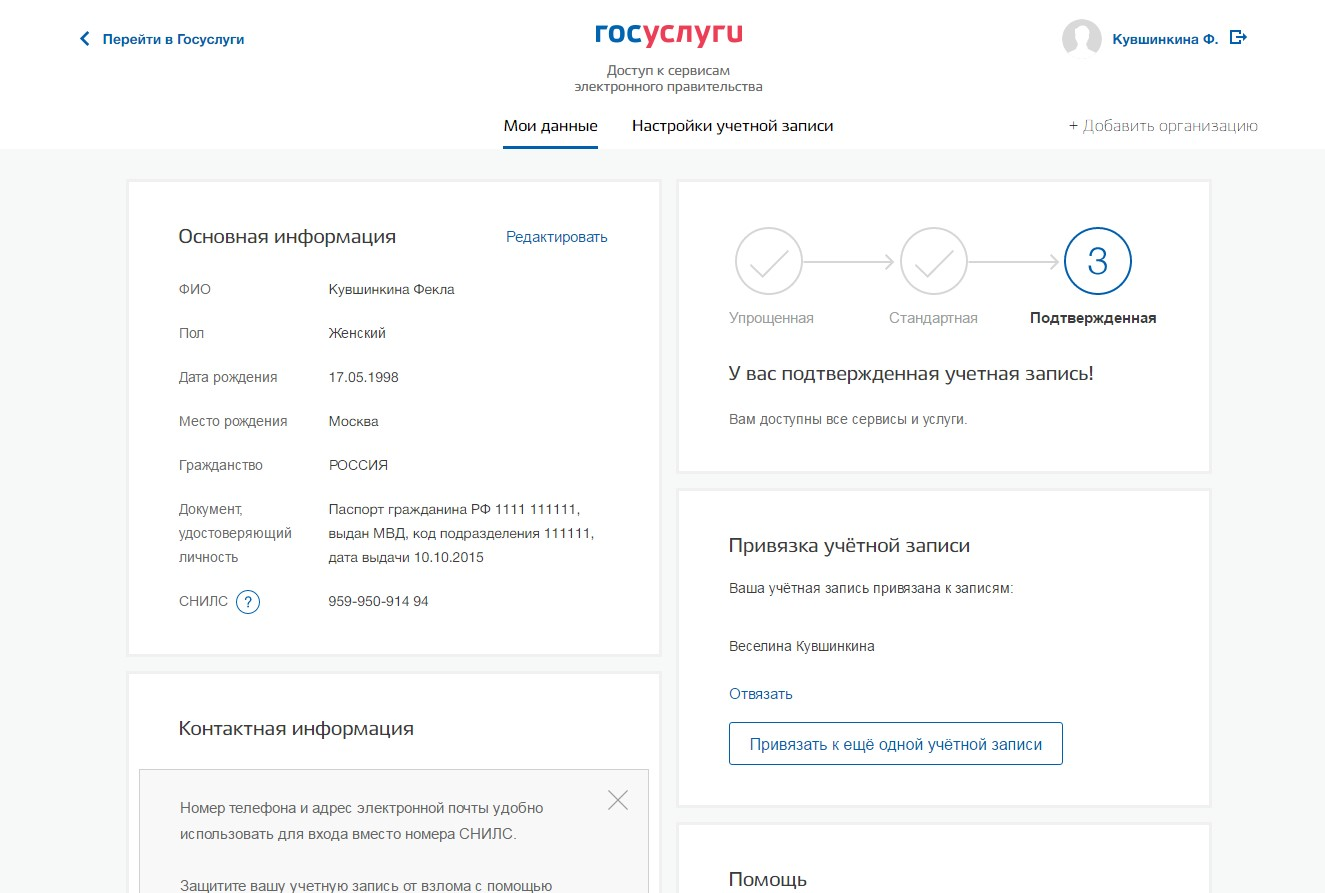 Перейти в Госуслуги
госуслуги
Кувшинкина Ф.
Доступ к сервисам
электронного правительства
Мои данные
Настройки учетной записи
+ Добавить организацию
Основная информация
Редактировать
ФИО Кувшинкина Фекла
Пол Женский
Дата рождения 17.05.1998
Место рождения Москва
Гражданство РОССИЯ
Документ, Паспорт гражданина РФ 1111 111111,
удостоверяющий выдан МВД, код подразделения 111111,
личность дата выдачи 10.10.2015
СНИЛС ? 959-950-914 94
Контактная информация
Номер телефона и адрес электронной почты удобно
использовать для входа вместо номера СНИЛС.
Защитите вашу учетную запись от взлома с помощью
3
Упрощенная Стандартная Подтвержденная
У вас подтвержденная учетная запись!
Вам доступны все сервисы и услуги.
Привязка учётной записи
Ваша учётная запись привязана к записям:
Веселина Кувшинкина
Отвязать
Привязать к ещё одной учётной записи
Помощь